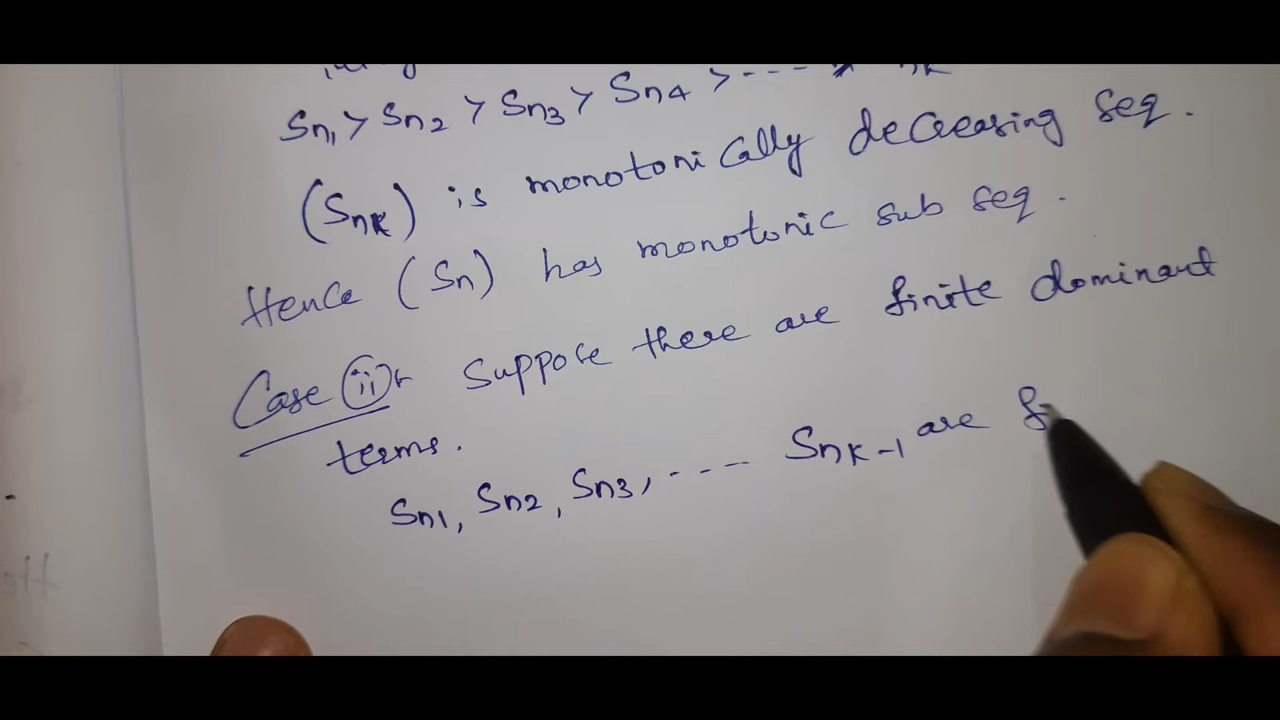 Sn1 > Sn2 > Sn3 > Sn4 > ----
(Snk) is monotonically decreasing seq.
Hence (Sn) has monotonic sub seq.
Case (ii) Suppose there are finite dominant
terms.
Sn1, Sn2, Sn3, ---- Snk-1 are